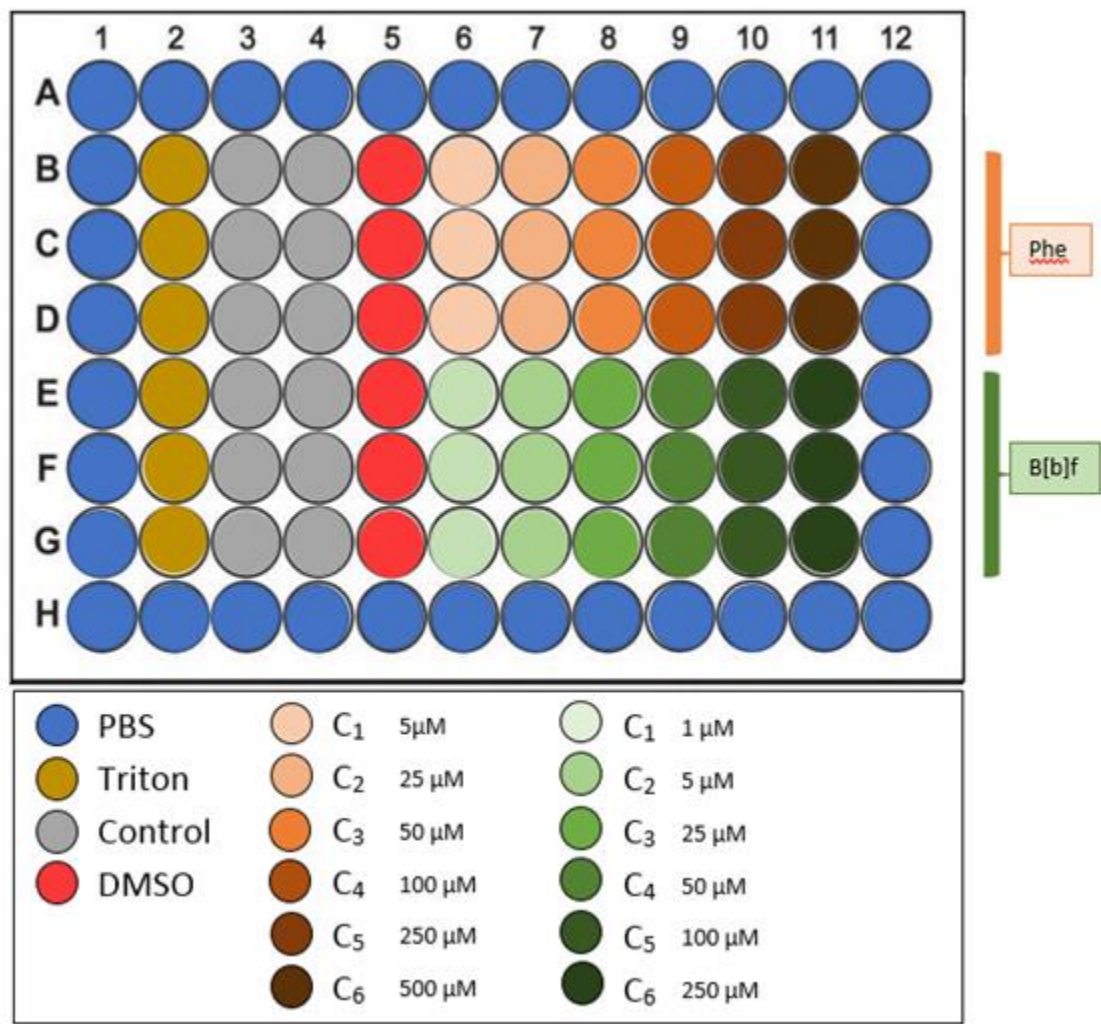 1 2 3 4 5 6 7 8 9 10 11 12
A
B
C
Phe
D
E
F
B[b]f
G
H
PBS C1 5µM C1 1 µM
Triton C2 25 µM C2 5 µM
Control C3 50 µM C3 25 µM
DMSO C4 100 µM C4 50 µM
C5 250 µM C5 100 µM
C6 500 µM C6 250 µM